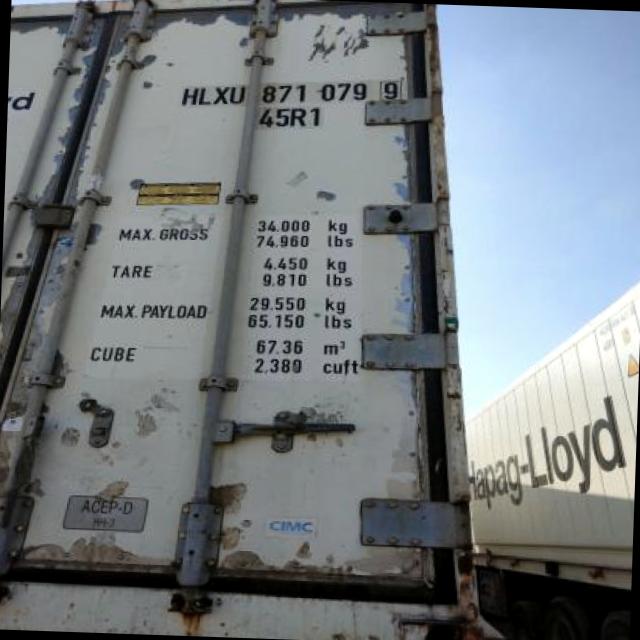 d
HLXU 871 079 9
45R1
MAX. GROSS 34.000 kg
74.960 lbs
TARE 4.450 kg
9.810 lbs
MAX. PAYLOAD 29.550 kg
65.150 lbs
CUBE 67.36 m³
2.389 cuft
ACEP-D
CIMC
Hapag-Lloyd